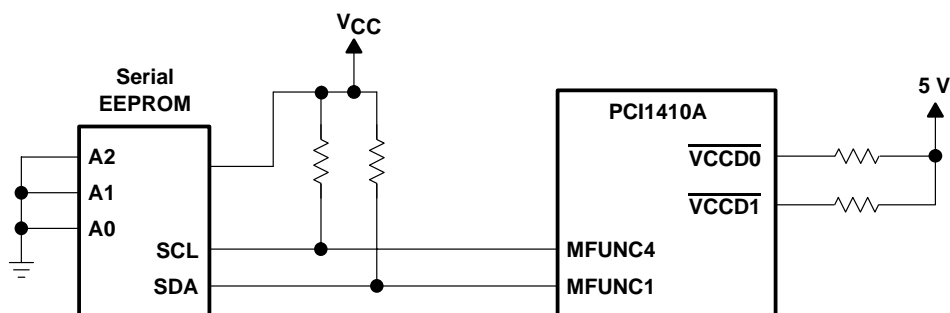 VCC
Serial
EEPROM
A2
A1
A0
SCL
SDA
PCI1410A
VCCD0
VCCD1
MFUNC4
MFUNC1
5 V